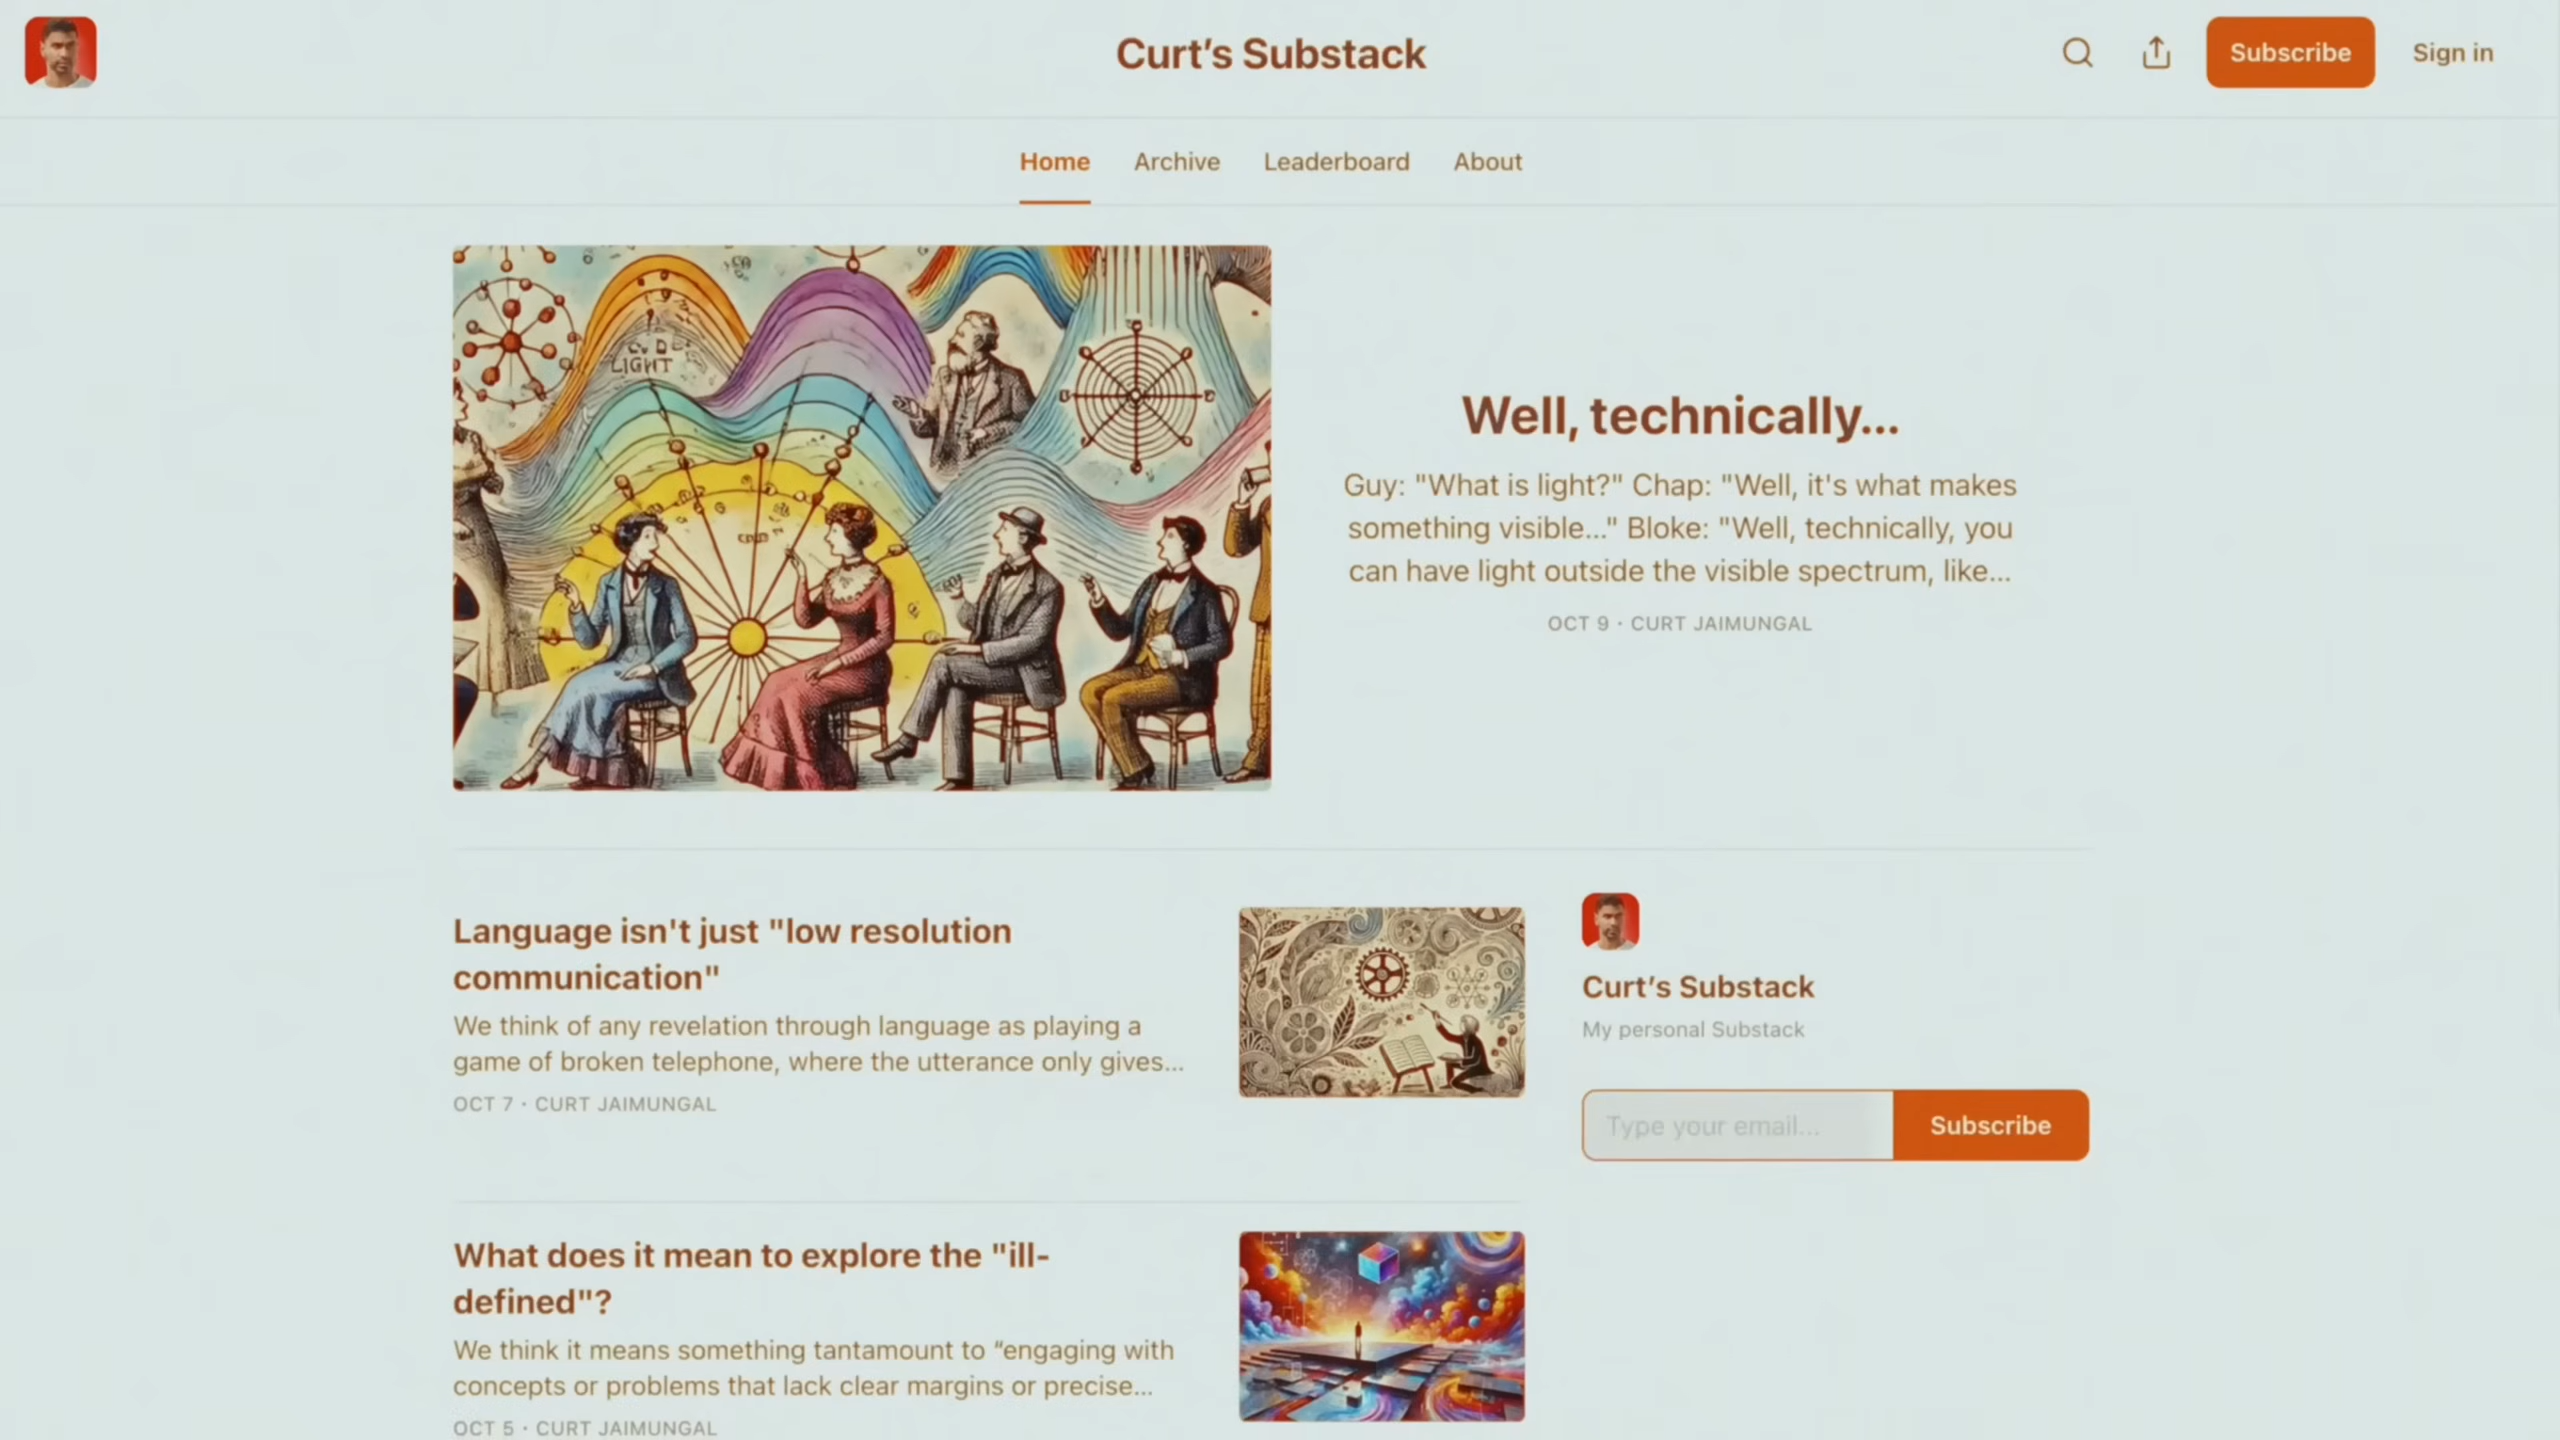 Curt's Substack
Subscribe
Sign in
Home
Archive
Leaderboard
About
LIGHT
Well, technically...
Guy: "What is light?" Chap: "Well, it's what makes
something visible..." Bloke: "Well, technically, you
can have light outside the visible spectrum, like...
OCT 9 · CURT JAIMUNGAL
Language isn't just "low resolution
communication"
We think of any revelation through language as playing a
game of broken telephone, where the utterance only gives...
OCT 7 · CURT JAIMUNGAL
Curt's Substack
My personal Substack
Type your email...
Subscribe
What does it mean to explore the "ill-
defined"?
We think it means something tantamount to “engaging with
concepts or problems that lack clear margins or precise...
OCT 5 · CURT JAIMUNGAL